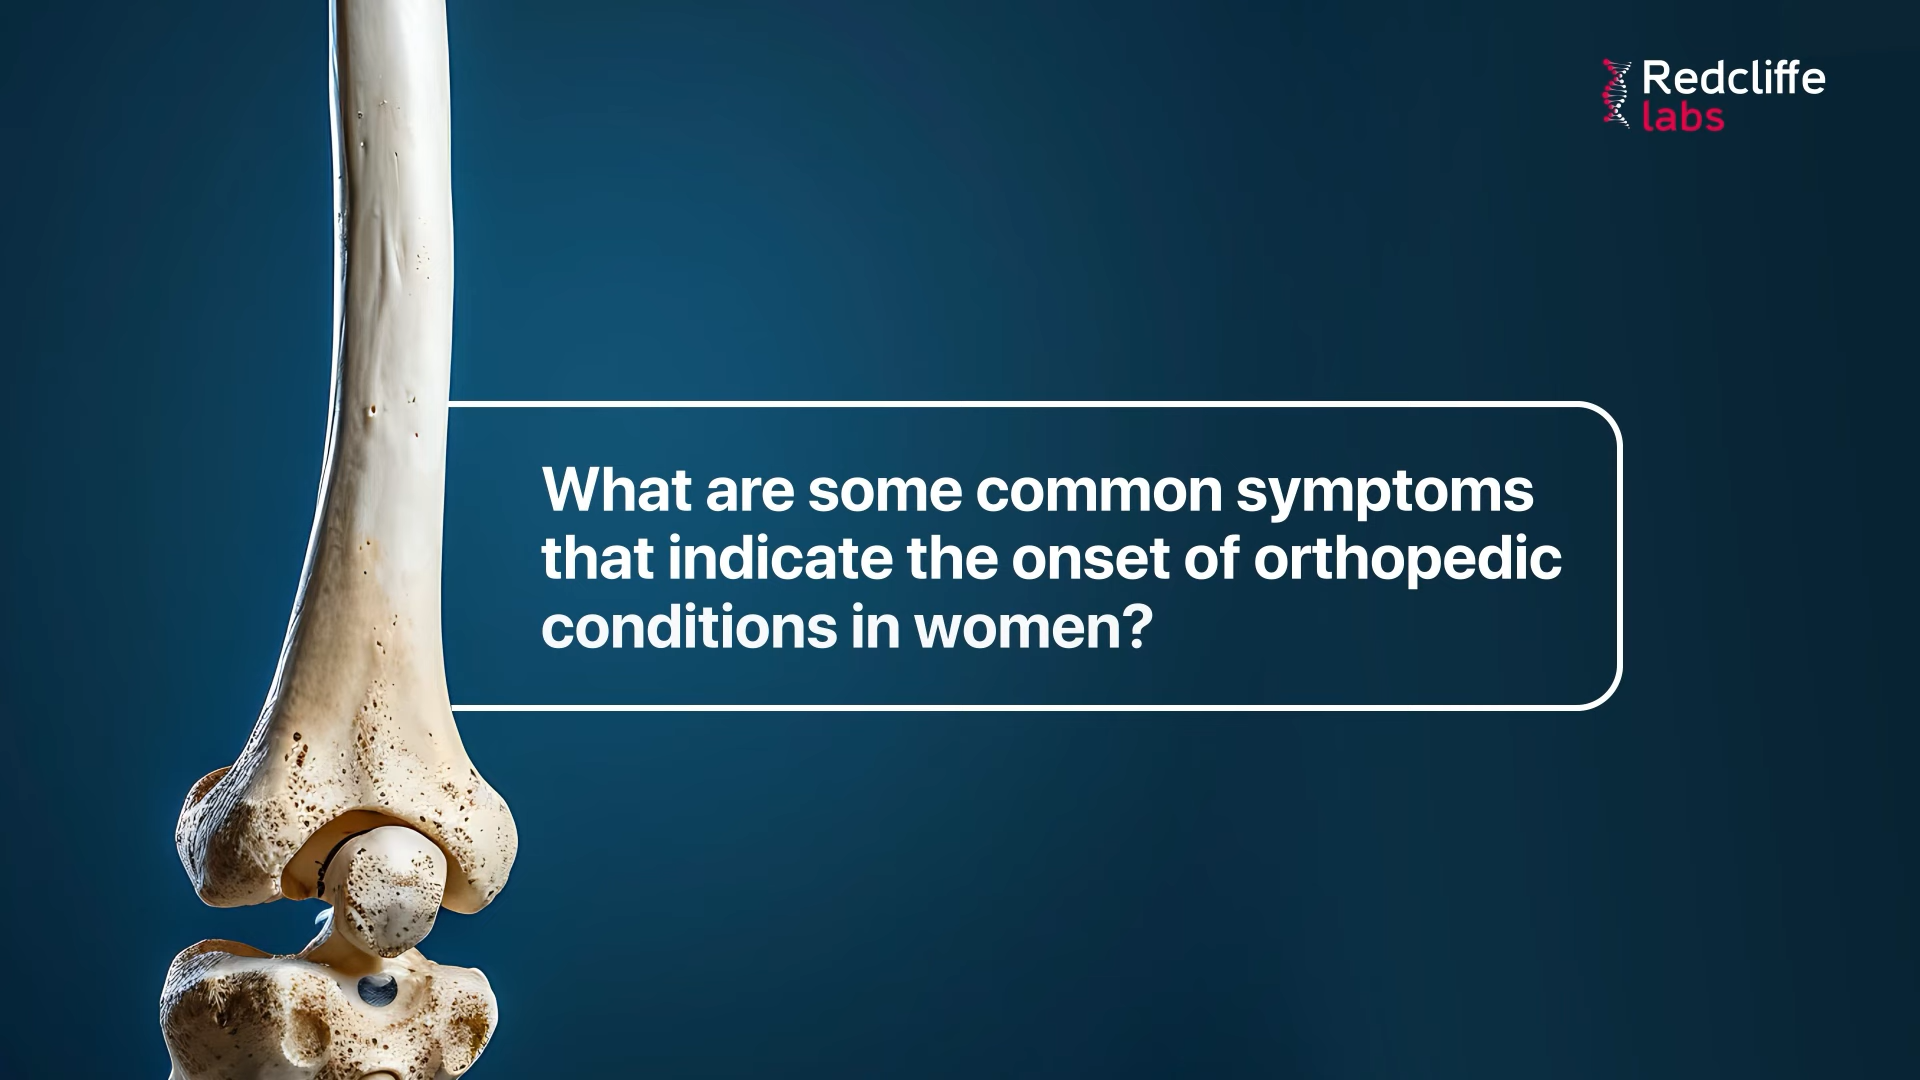 Redcliffe
labs
What are some common symptoms
that indicate the onset of orthopedic
conditions in women?